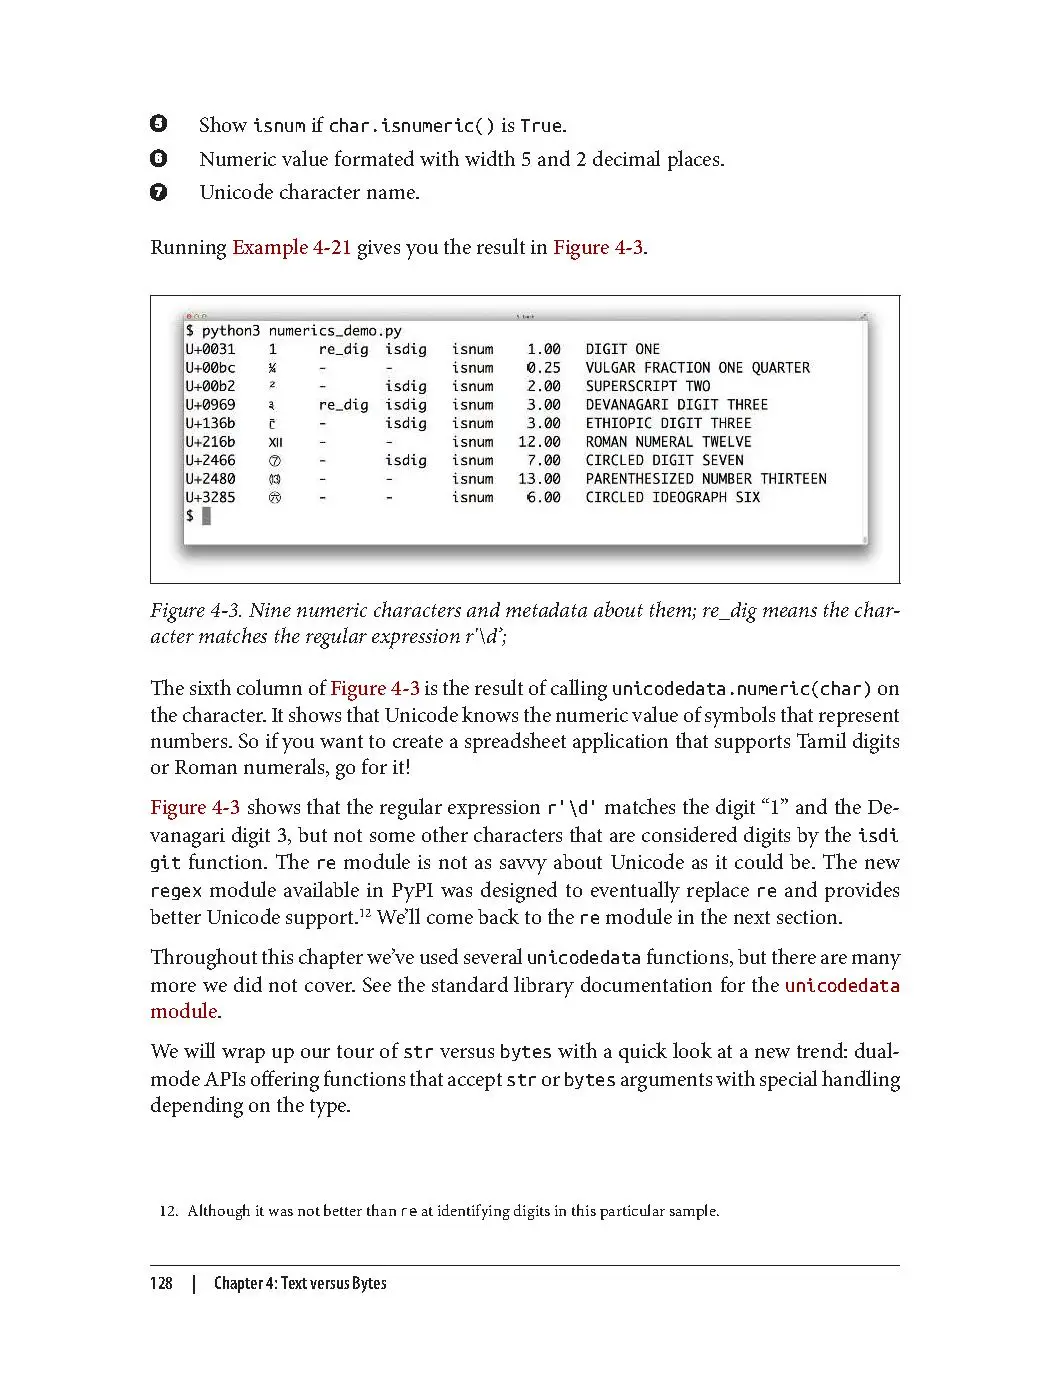 5 Show isnum if char.isnumeric() is True.
6 Numeric value formated with width 5 and 2 decimal places.
7 Unicode character name.
Running Example 4-21 gives you the result in Figure 4-3.
$ python3 numerics_demo.py
U+0031 1 re_dig isdig isnum 1.00 DIGIT ONE
U+00bc ¼ - - isnum 0.25 VULGAR FRACTION ONE QUARTER
U+00b2 ² - isdig isnum 2.00 SUPERSCRIPT TWO
U+0969 ३ re_dig isdig isnum 3.00 DEVANAGARI DIGIT THREE
U+136b ፫ - isdig isnum 3.00 ETHIOPIC DIGIT THREE
U+216b Ⅻ - - isnum 12.00 ROMAN NUMERAL TWELVE
U+2466 ⑦ - isdig isnum 7.00 CIRCLED DIGIT SEVEN
U+2480 ⒀ - - isnum 13.00 PARENTHESIZED NUMBER THIRTEEN
U+3285 ㊅ - - isnum 6.00 CIRCLED IDEOGRAPH SIX
$
Figure 4-3. Nine numeric characters and metadata about them; re_dig means the char-
acter matches the regular expression r'\d';
The sixth column of Figure 4-3 is the result of calling unicodedata.numeric(char) on
the character. It shows that Unicode knows the numeric value of symbols that represent
numbers. So if you want to create a spreadsheet application that supports Tamil digits
or Roman numerals, go for it!
Figure 4-3 shows that the regular expression r'\d' matches the digit “1” and the De-
vanagari digit 3, but not some other characters that are considered digits by the isdi
git function. The re module is not as savvy about Unicode as it could be. The new
regex module available in PyPI was designed to eventually replace re and provides
better Unicode support.12 We’ll come back to the re module in the next section.
Throughout this chapter we’ve used several unicodedata functions, but there are many
more we did not cover. See the standard library documentation for the unicodedata
module.
We will wrap up our tour of str versus bytes with a quick look at a new trend: dual-
mode APIs offering functions that accept str or bytes arguments with special handling
depending on the type.
12. Although it was not better than re at identifying digits in this particular sample.
128 | Chapter 4: Text versus Bytes